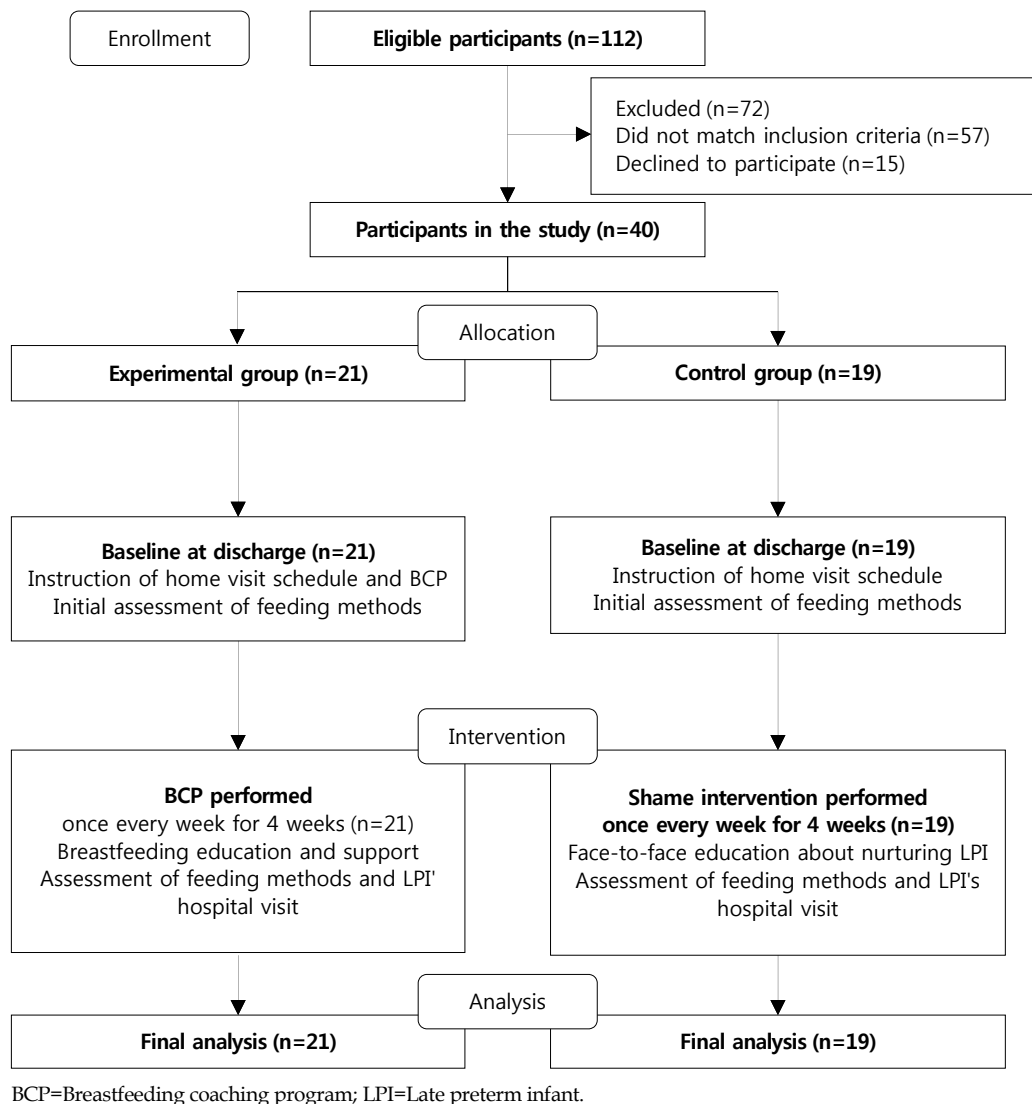 Enrollment
Eligible participants (n=112)
Excluded (n=72)
Did not match inclusion criteria (n=57)
Declined to participate (n=15)
Participants in the study (n=40)
Allocation
Experimental group (n=21)
Control group (n=19)
Baseline at discharge (n=21)
Instruction of home visit schedule and BCP
Initial assessment of feeding methods
Baseline at discharge (n=19)
Instruction of home visit schedule
Initial assessment of feeding methods
Intervention
BCP performed
once every week for 4 weeks (n=21)
Breastfeeding education and support
Assessment of feeding methods and LPI'
hospital visit
Shame intervention performed
once every week for 4 weeks (n=19)
Face-to-face education about nurturing LPI
Assessment of feeding methods and LPI's
hospital visit
Analysis
Final analysis (n=21)
Final analysis (n=19)
BCP=Breastfeeding coaching program; LPI=Late preterm infant.